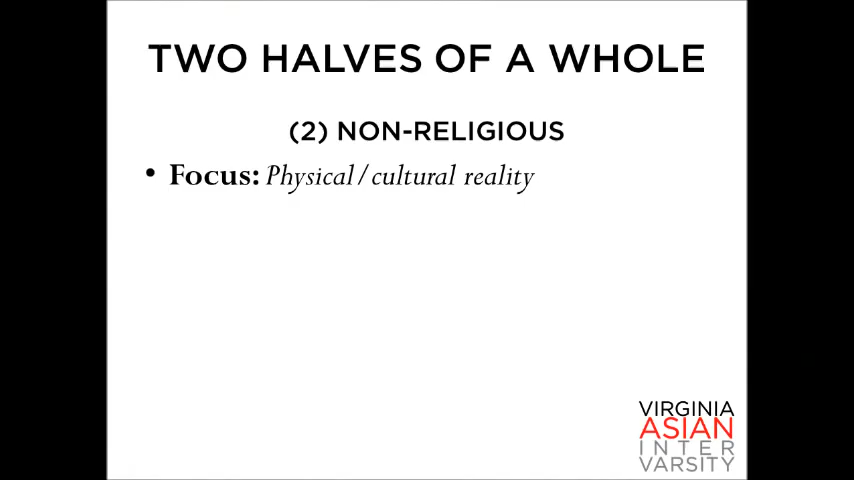 TWO HALVES OF A WHOLE
(2) NON-RELIGIOUS
• Focus: Physical/cultural reality
VIRGINIA
ASIAN
INTER
VARSITY